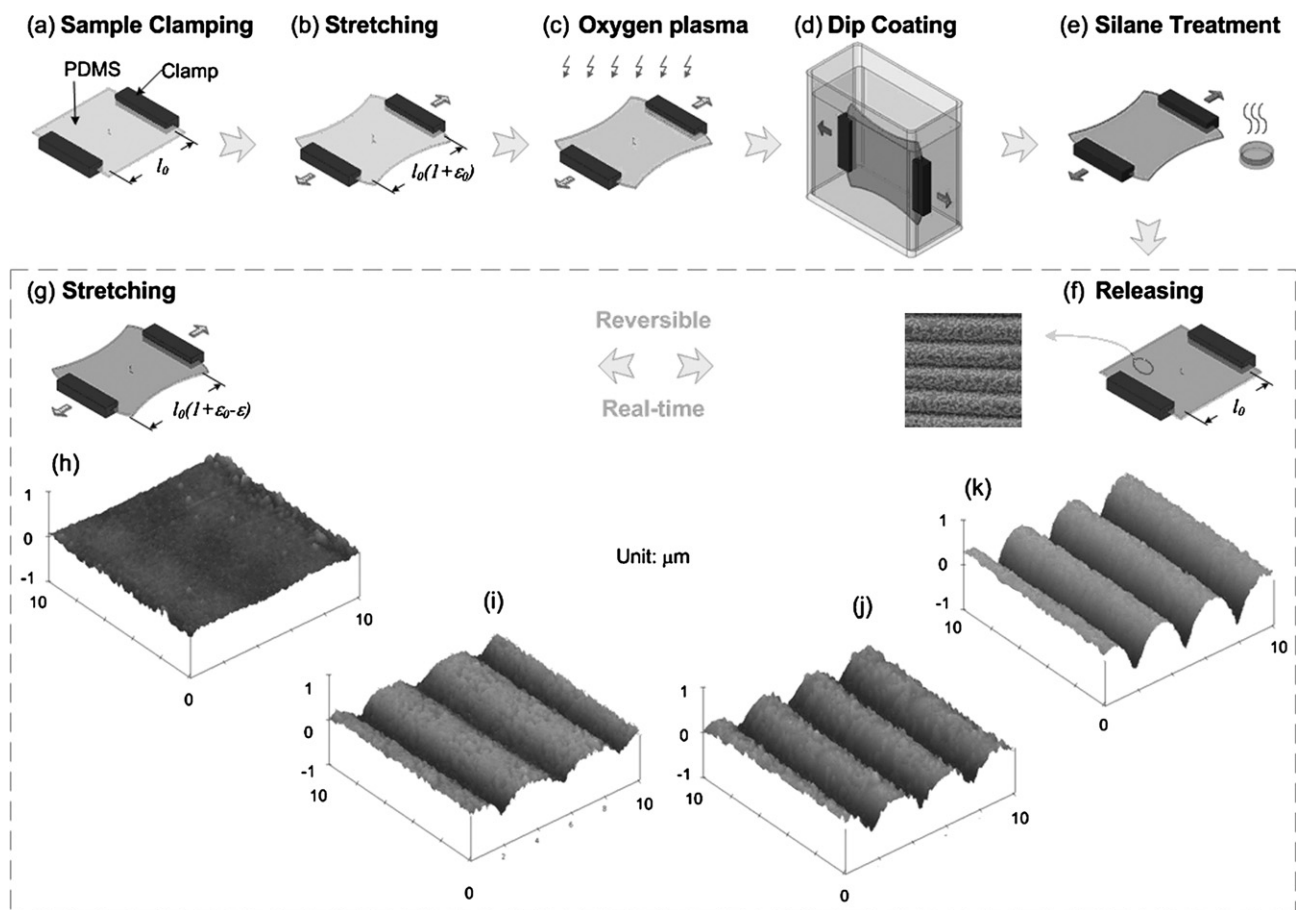 (a) Sample Clamping
(b) Stretching
(c) Oxygen plasma
(d) Dip Coating
(e) Silane Treatment
PDMS
Clamp
l₀
l₀(1+ε₀)
(g) Stretching
Reversible
Real-time
(f) Releasing
l₀(1+ε₀-ε)
l₀
(h)
1
0
-1
10
0
10
Unit: μm
(i)
1
0
-1
10
0
2
4
6
8
10
(j)
1
0
-1
10
0
10
(k)
1
0
-1
10
0
10